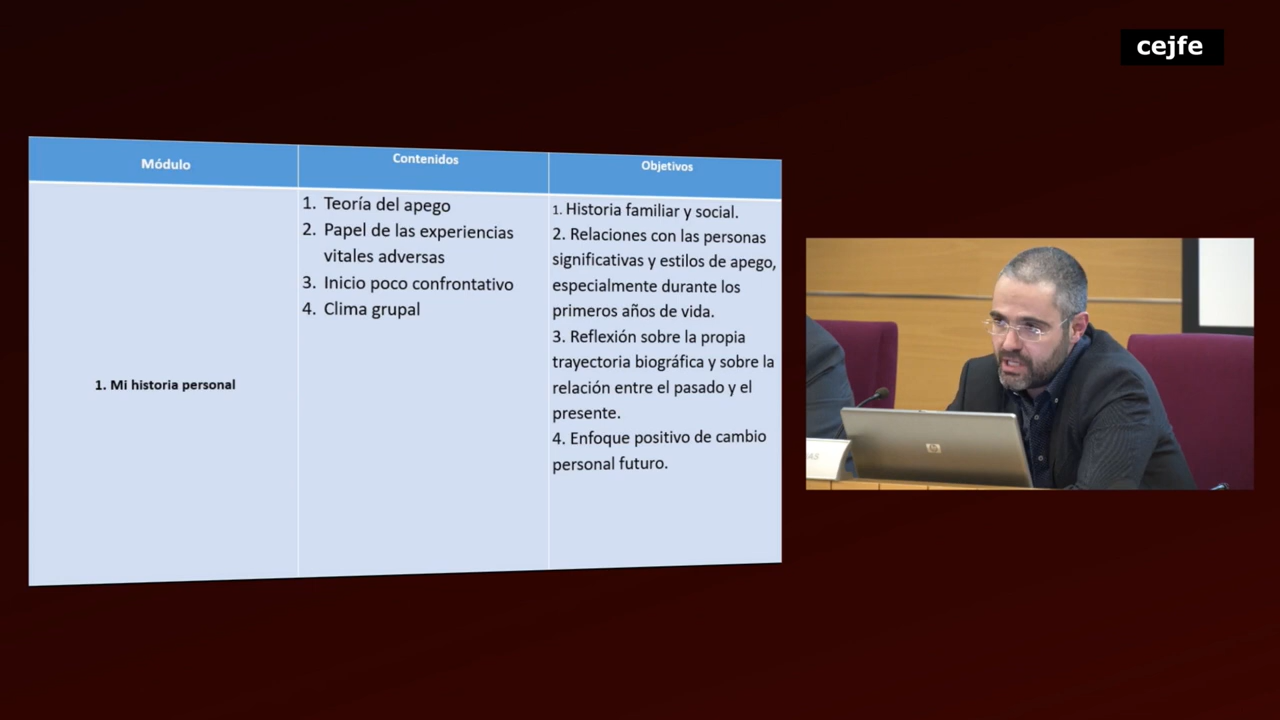 cejfe
Módulo
Contenidos
Objetivos
1. Mi historia personal
1. Teoría del apego
2. Papel de las experiencias
vitales adversas
3. Inicio poco confrontativo
4. Clima grupal
1. Historia familiar y social.
2. Relaciones con las personas
significativas y estilos de apego,
especialmente durante los
primeros años de vida.
3. Reflexión sobre la propia
trayectoria biográfica y sobre la
relación entre el pasado y el
presente.
4. Enfoque positivo de cambio
personal futuro.
hp